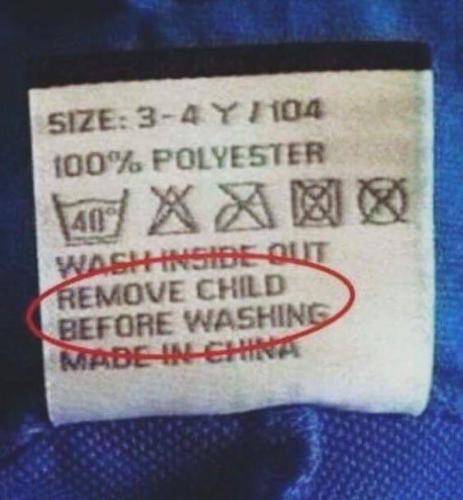 SIZE: 3-4 Y / 104
100% POLYESTER
40°
WASH INSIDE OUT
REMOVE CHILD
BEFORE WASHING
MADE IN CHINA